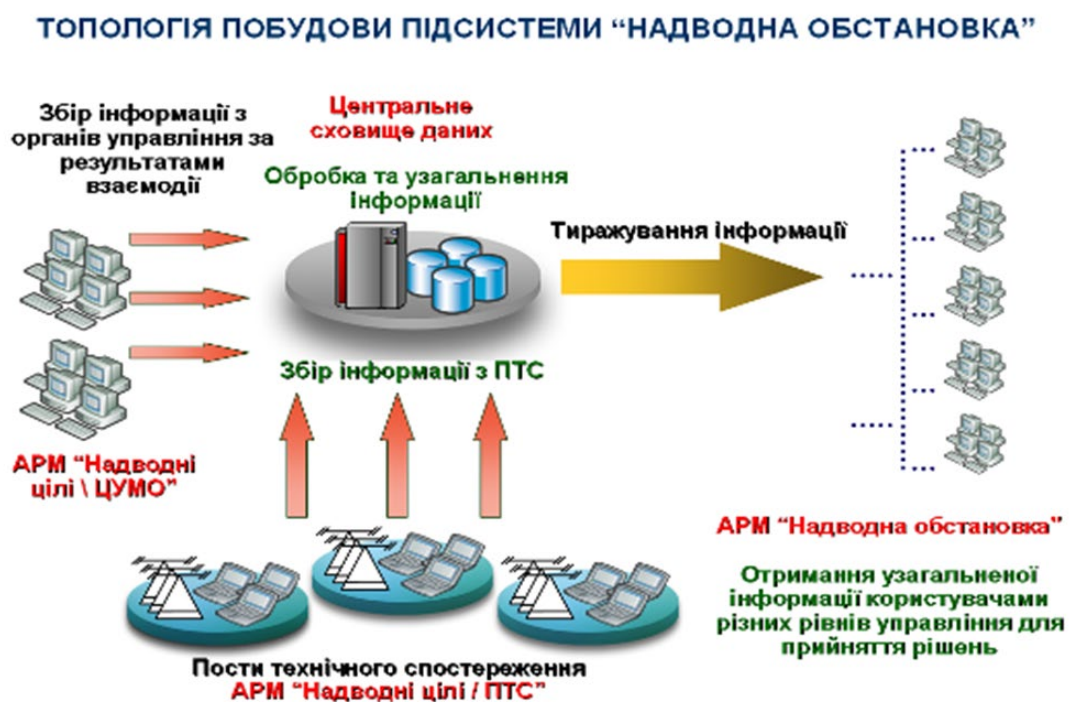 ТОПОЛОГІЯ ПОБУДОВИ ПІДСИСТЕМИ “НАДВОДНА ОБСТАНОВКА”
Збір інформації з
органів управління за
результатами
взаємодії
Центральне
сховище даних
Обробка та узагальнення
інформації
Тиражування інформації
Збір інформації з ПТС
АРМ “Надводні
цілі \ ЦУМО”
Пости технічного спостереження
АРМ “Надводні цілі / ПТС”
АРМ “Надводна обстановка”
Отримання узагальненої
інформації користувачами
різних рівнів управління для
прийняття рішень